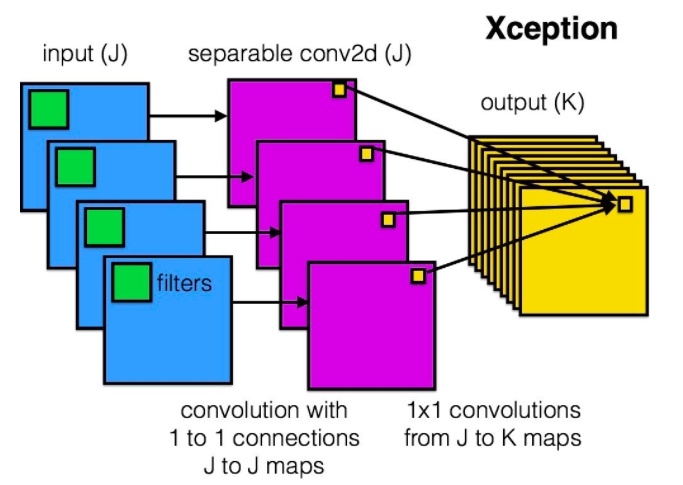 Xception
input (J)
separable conv2d (J)
output (K)
filters
convolution with
1 to 1 connections
J to J maps
1x1 convolutions
from J to K maps